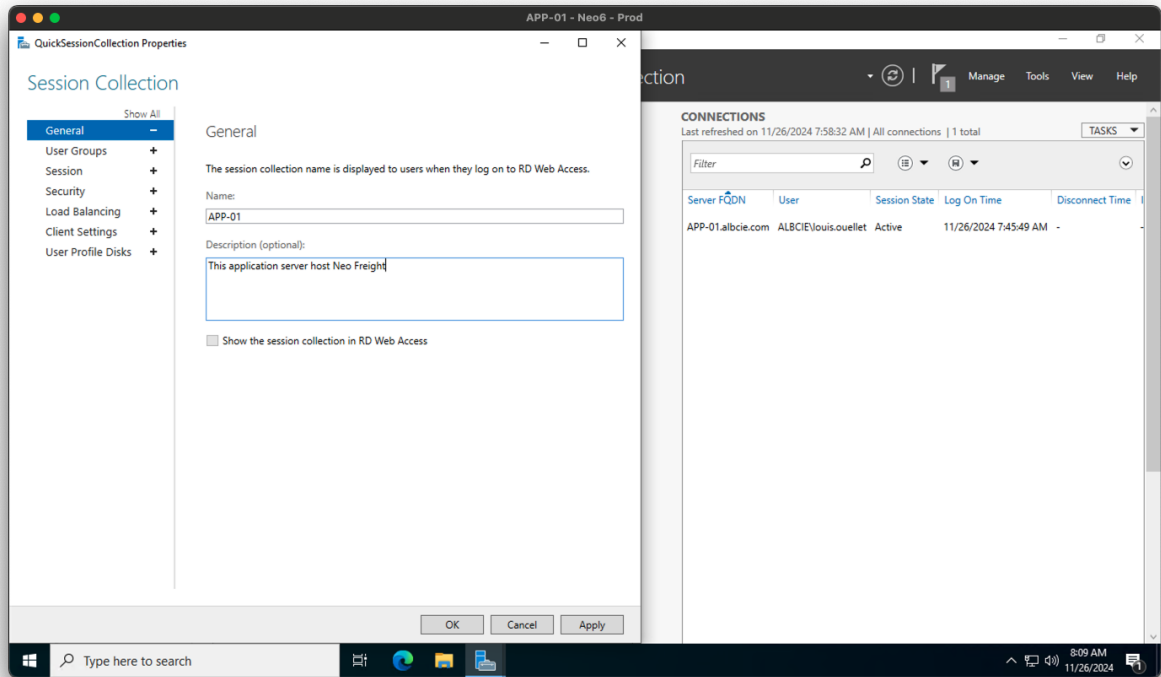 APP-01 - Neo6 - Prod
QuickSessionCollection Properties
Session Collection
Show All
General
User Groups
Session
Security
Load Balancing
Client Settings
User Profile Disks
General
The session collection name is displayed to users when they log on to RD Web Access.
Name:
APP-01
Description (optional):
This application server host Neo Freight
Show the session collection in RD Web Access
OK Cancel Apply
ction
1
Manage Tools View Help
CONNECTIONS
Last refreshed on 11/26/2024 7:58:32 AM | All connections | 1 total
TASKS
Filter
Server FQDN User Session State Log On Time Disconnect Time
APP-01.albcie.com ALBCIE\louis.ouellet Active 11/26/2024 7:45:49 AM - -
Type here to search
8:09 AM
11/26/2024
1